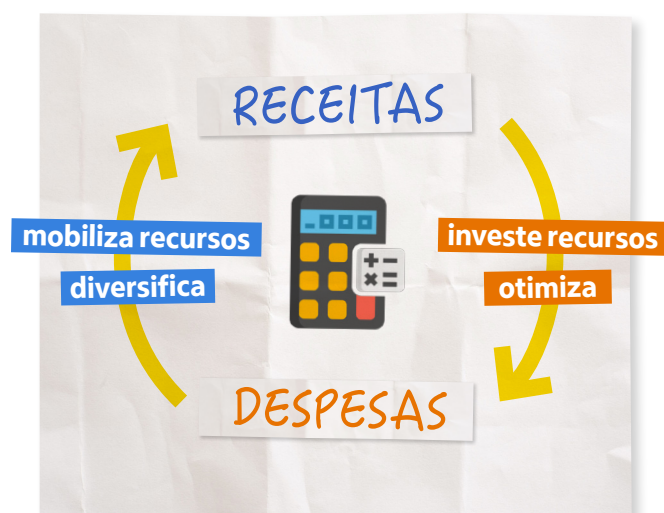 RECEITAS
mobiliza recursos
diversifica
investe recursos
otimiza
DESPESAS